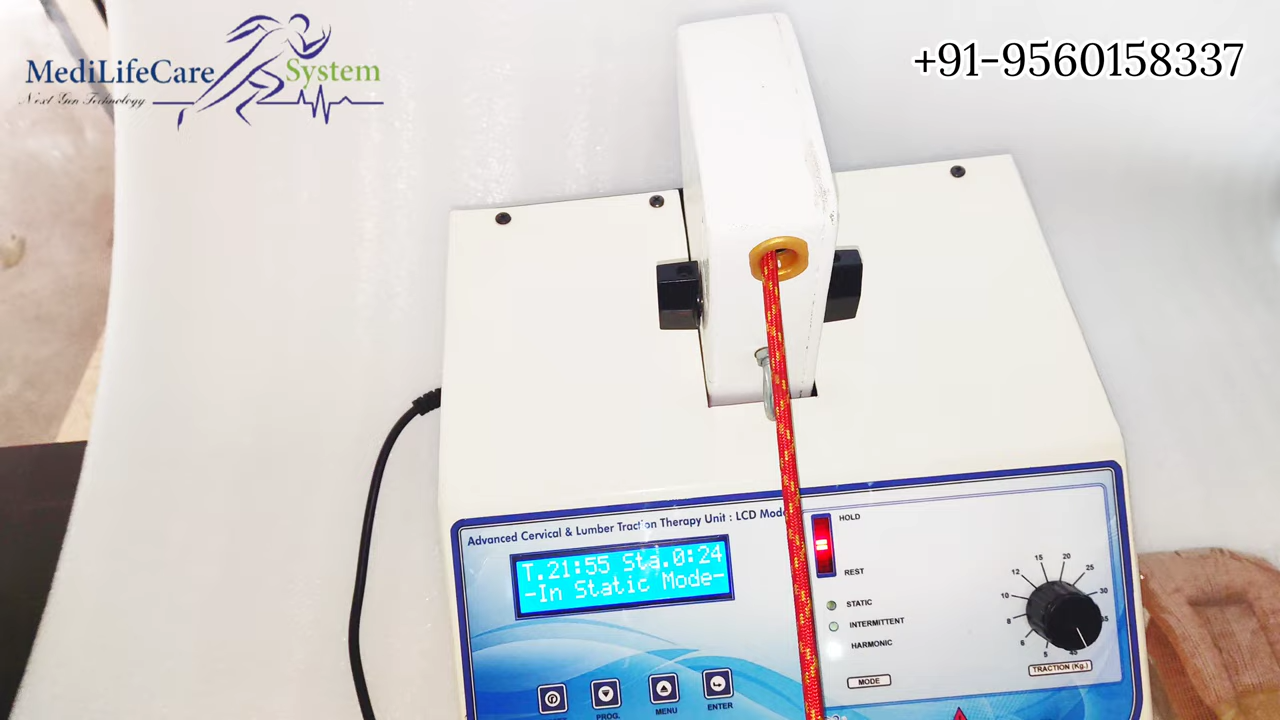 MediLifeCare System
Next Gen Technology
+91-9560158337
Advanced Cervical & Lumber Traction Therapy Unit : LCD
T.21:55 Sta.0:24
-In Static Mode-
HOLD
REST
STATIC
INTERMITTENT
HARMONIC
MODE
5
6
8
10
12
15
20
25
30
TRACTION (Kg.)
PROG.
MENU
ENTER